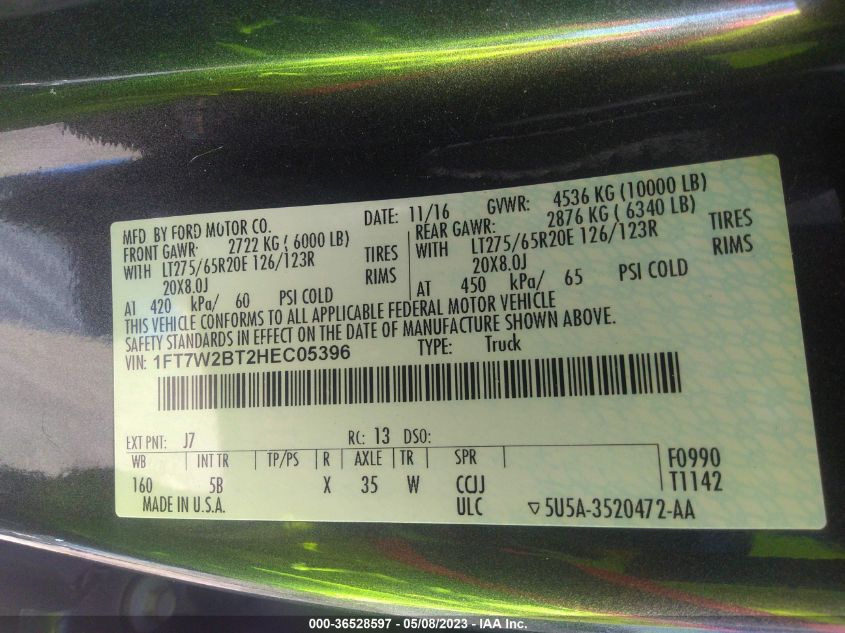 MFD BY FORD MOTOR CO. DATE: 11/16 GVWR: 4536 KG (10000 LB)
FRONT GAWR: 2722 KG ( 6000 LB) REAR GAWR: 2876 KG ( 6340 LB)
WITH LT275/65R20E 126/123R TIRES WITH LT275/65R20E 126/123R TIRES
20X8.0J RIMS 20X8.0J RIMS
AT 420 kPa/ 60 PSI COLD AT 450 kPa/ 65 PSI COLD
THIS VEHICLE CONFORMS TO ALL APPLICABLE FEDERAL MOTOR VEHICLE
SAFETY STANDARDS IN EFFECT ON THE DATE OF MANUFACTURE SHOWN ABOVE.
VIN: 1FT7W2BT2HEC05396 TYPE: Truck
EXT PNT: J7 RC: 13 DSO:
WB INT TR TP/PS R AXLE TR SPR F0990
160 5B X 35 W CCJJ T1142
MADE IN U.S.A. ULC ▽5U5A-3520472-AA
000-36528597 - 05/08/2023 - IAA Inc.